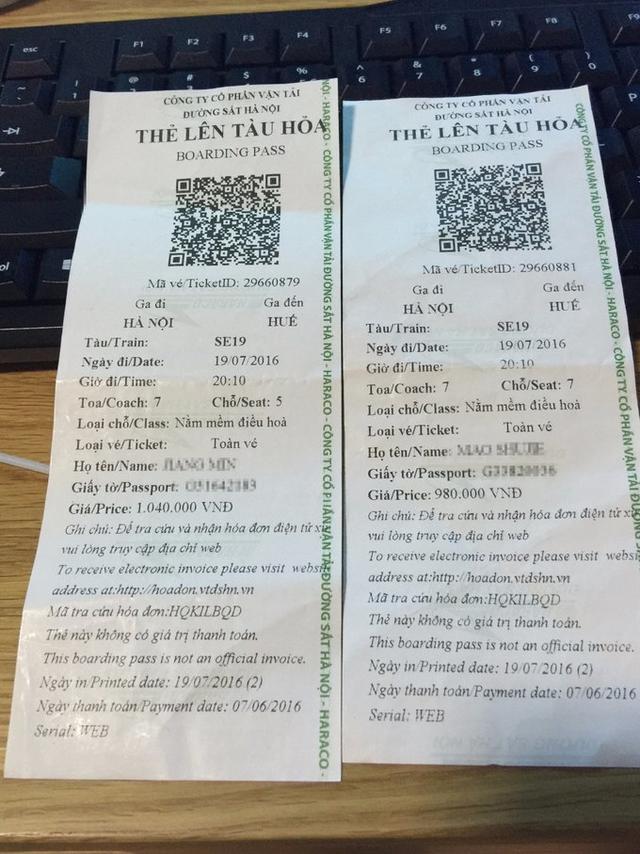 CÔNG TY CỔ PHẦN VẬN TẢI
ĐƯỜNG SẮT HÀ NỘI
THẺ LÊN TÀU HỎA
BOARDING PASS
Mã vé/TicketID: 29660879
Ga đi Ga đến
HÀ NỘI HUẾ
Tàu/Train: SE19
Ngày đi/Date: 19/07/2016
Giờ đi/Time: 20:10
Toa/Coach: 7 Chỗ/Seat: 5
Loại chỗ/Class: Nằm mềm điều hoà
Loại vé/Ticket: Toàn vé
Họ tên/Name:
Giấy tờ/Passport:
Giá/Price: 1.040.000 VNĐ
Ghi chú: Để tra cứu và nhận hóa đơn điện tử
vui lòng truy cập địa chỉ web
To receive electronic invoice please visit
address at:http://hoadon.vtdshn.vn
Mã tra cứu hóa đơn:HQKILBQD
Thẻ này không có giá trị thanh toán.
This boarding pass is not an official invoice.
Ngày in/Printed date: 19/07/2016 (2)
Ngày thanh toán/Payment date: 07/06/2016
Serial: WEB
NỘI - HARACO - CÔNG TY CỔ PHẦN VẬN TẢI ĐƯỜNG SẮT HÀ NỘI - HARACO - CÔNG TY CỔ PHẦN VẬN TẢI ĐƯỜNG SẮT HÀ NỘI - HARACO -
CÔNG TY CỔ PHẦN VẬN TẢI
ĐƯỜNG SẮT HÀ NỘI
THẺ LÊN TÀU HỎA
BOARDING PASS
Mã vé/TicketID: 29660881
Ga đi Ga đến
HÀ NỘI HUẾ
Tàu/Train: SE19
Ngày đi/Date: 19/07/2016
Giờ đi/Time: 20:10
Toa/Coach: 7 Chỗ/Seat: 7
Loại chỗ/Class: Nằm mềm điều hoà
Loại vé/Ticket: Toàn vé
Họ tên/Name:
Giấy tờ/Passport:
Giá/Price: 980.000 VNĐ
Ghi chú: Để tra cứu và nhận hóa đơn điện tử
vui lòng truy cập địa chỉ web
To receive electronic invoice please visit
address at:http://hoadon.vtdshn.vn
Mã tra cứu hóa đơn:HQKILBQD
Thẻ này không có giá trị thanh toán.
This boarding pass is not an official invoice.
Ngày in/Printed date: 19/07/2016 (2)
Ngày thanh toán/Payment date: 07/06/2016
Serial: WEB
CÔNG TY CỔ PHẦN VẬN TẢI ĐƯỜNG SẮT HÀ NỘI - HARACO - CÔNG TY CỔ PHẦN VẬN TẢI
esc
F1
F2
F3
F4
F5
F6
F7
F8